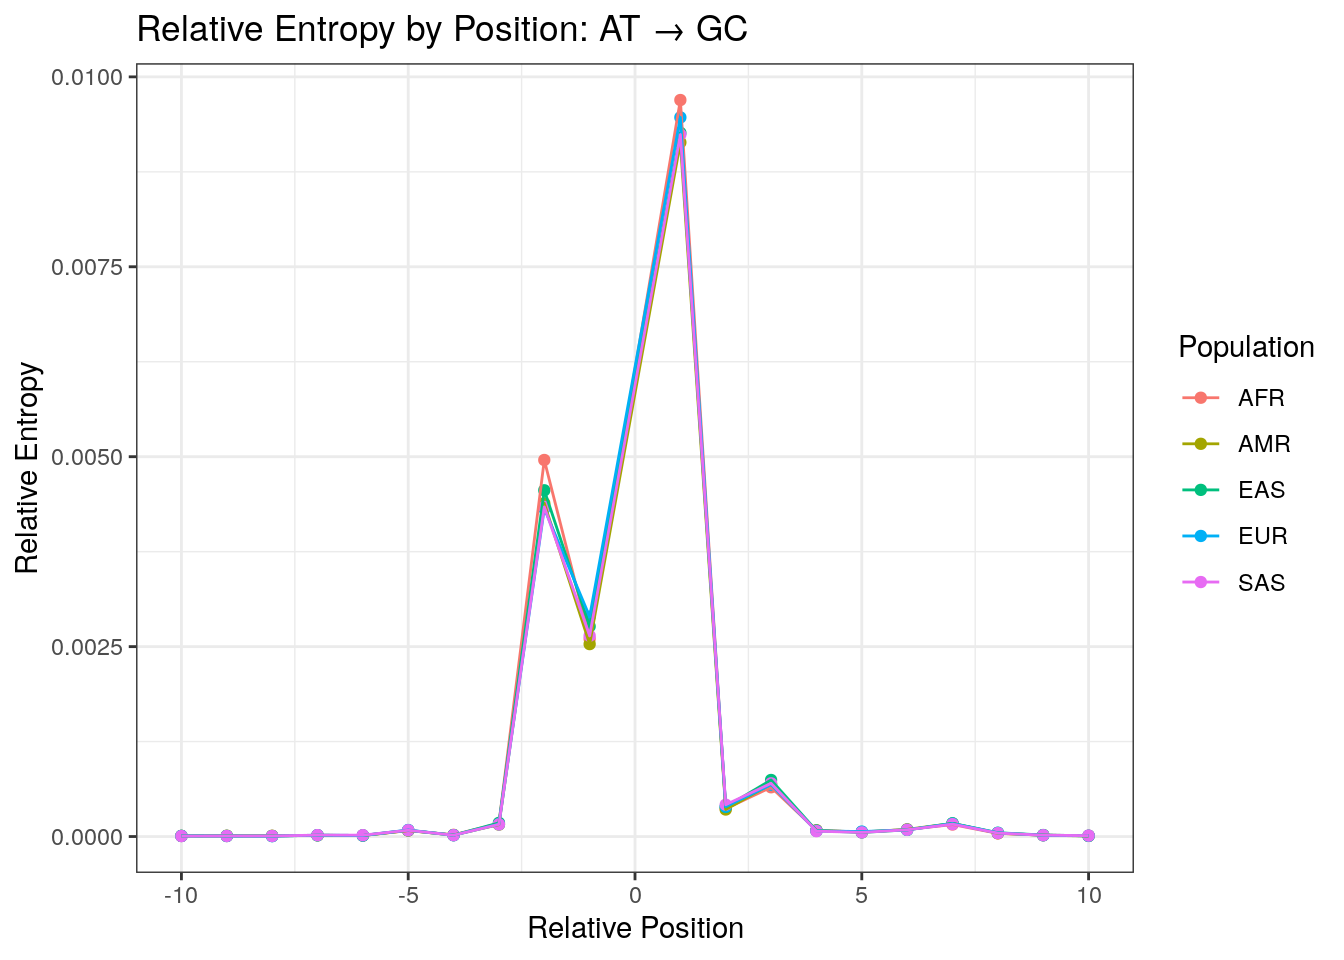 Relative Entropy by Position: AT → GC
0.0100
0.0075
0.0050
0.0025
0.0000
Relative Entropy
-10
-5
0
5
10
Relative Position
Population
AFR
AMR
EAS
EUR
SAS